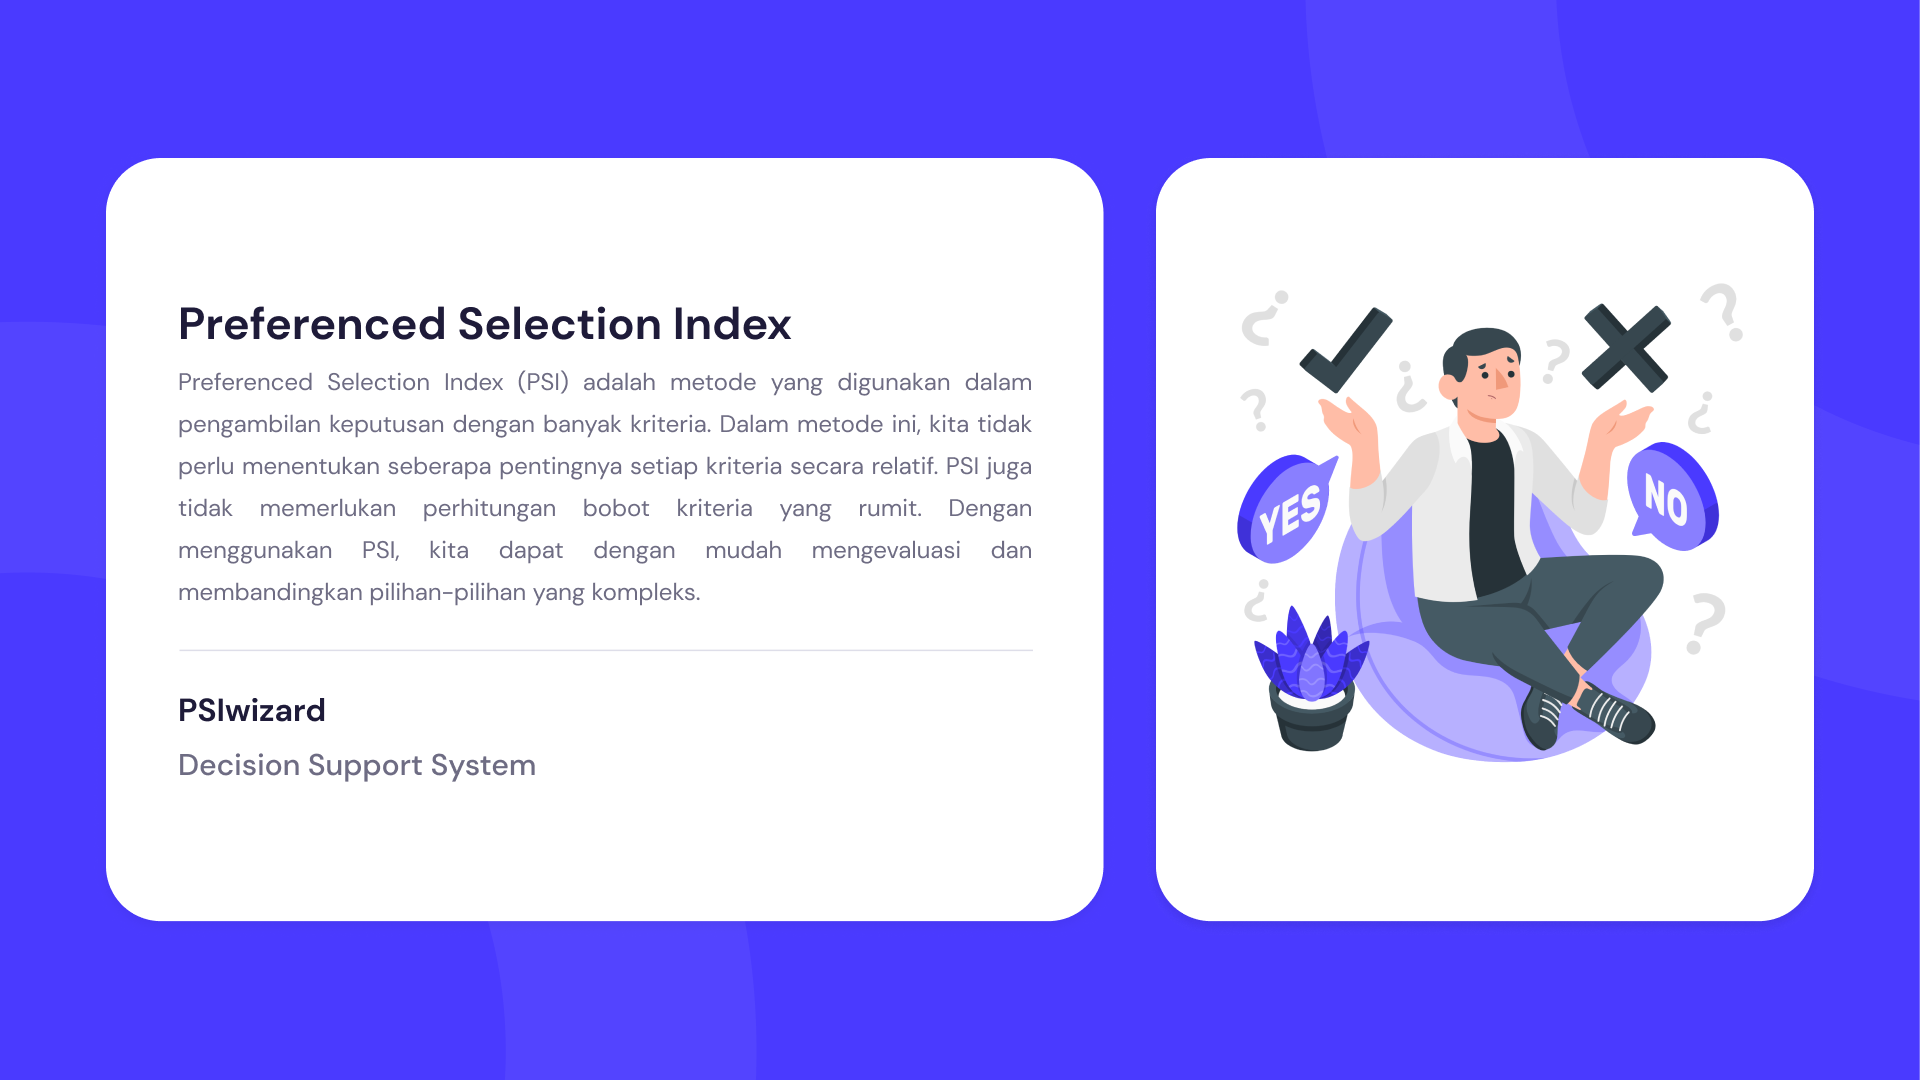 Preferenced Selection Index
Preferenced Selection Index (PSI) adalah metode yang digunakan dalam
pengambilan keputusan dengan banyak kriteria. Dalam metode ini, kita tidak
perlu menentukan seberapa pentingnya setiap kriteria secara relatif. PSI juga
tidak memerlukan perhitungan bobot kriteria yang rumit. Dengan
menggunakan PSI, kita dapat dengan mudah mengevaluasi dan
membandingkan pilihan-pilihan yang kompleks.
PSIwizard
Decision Support System
YES
NO